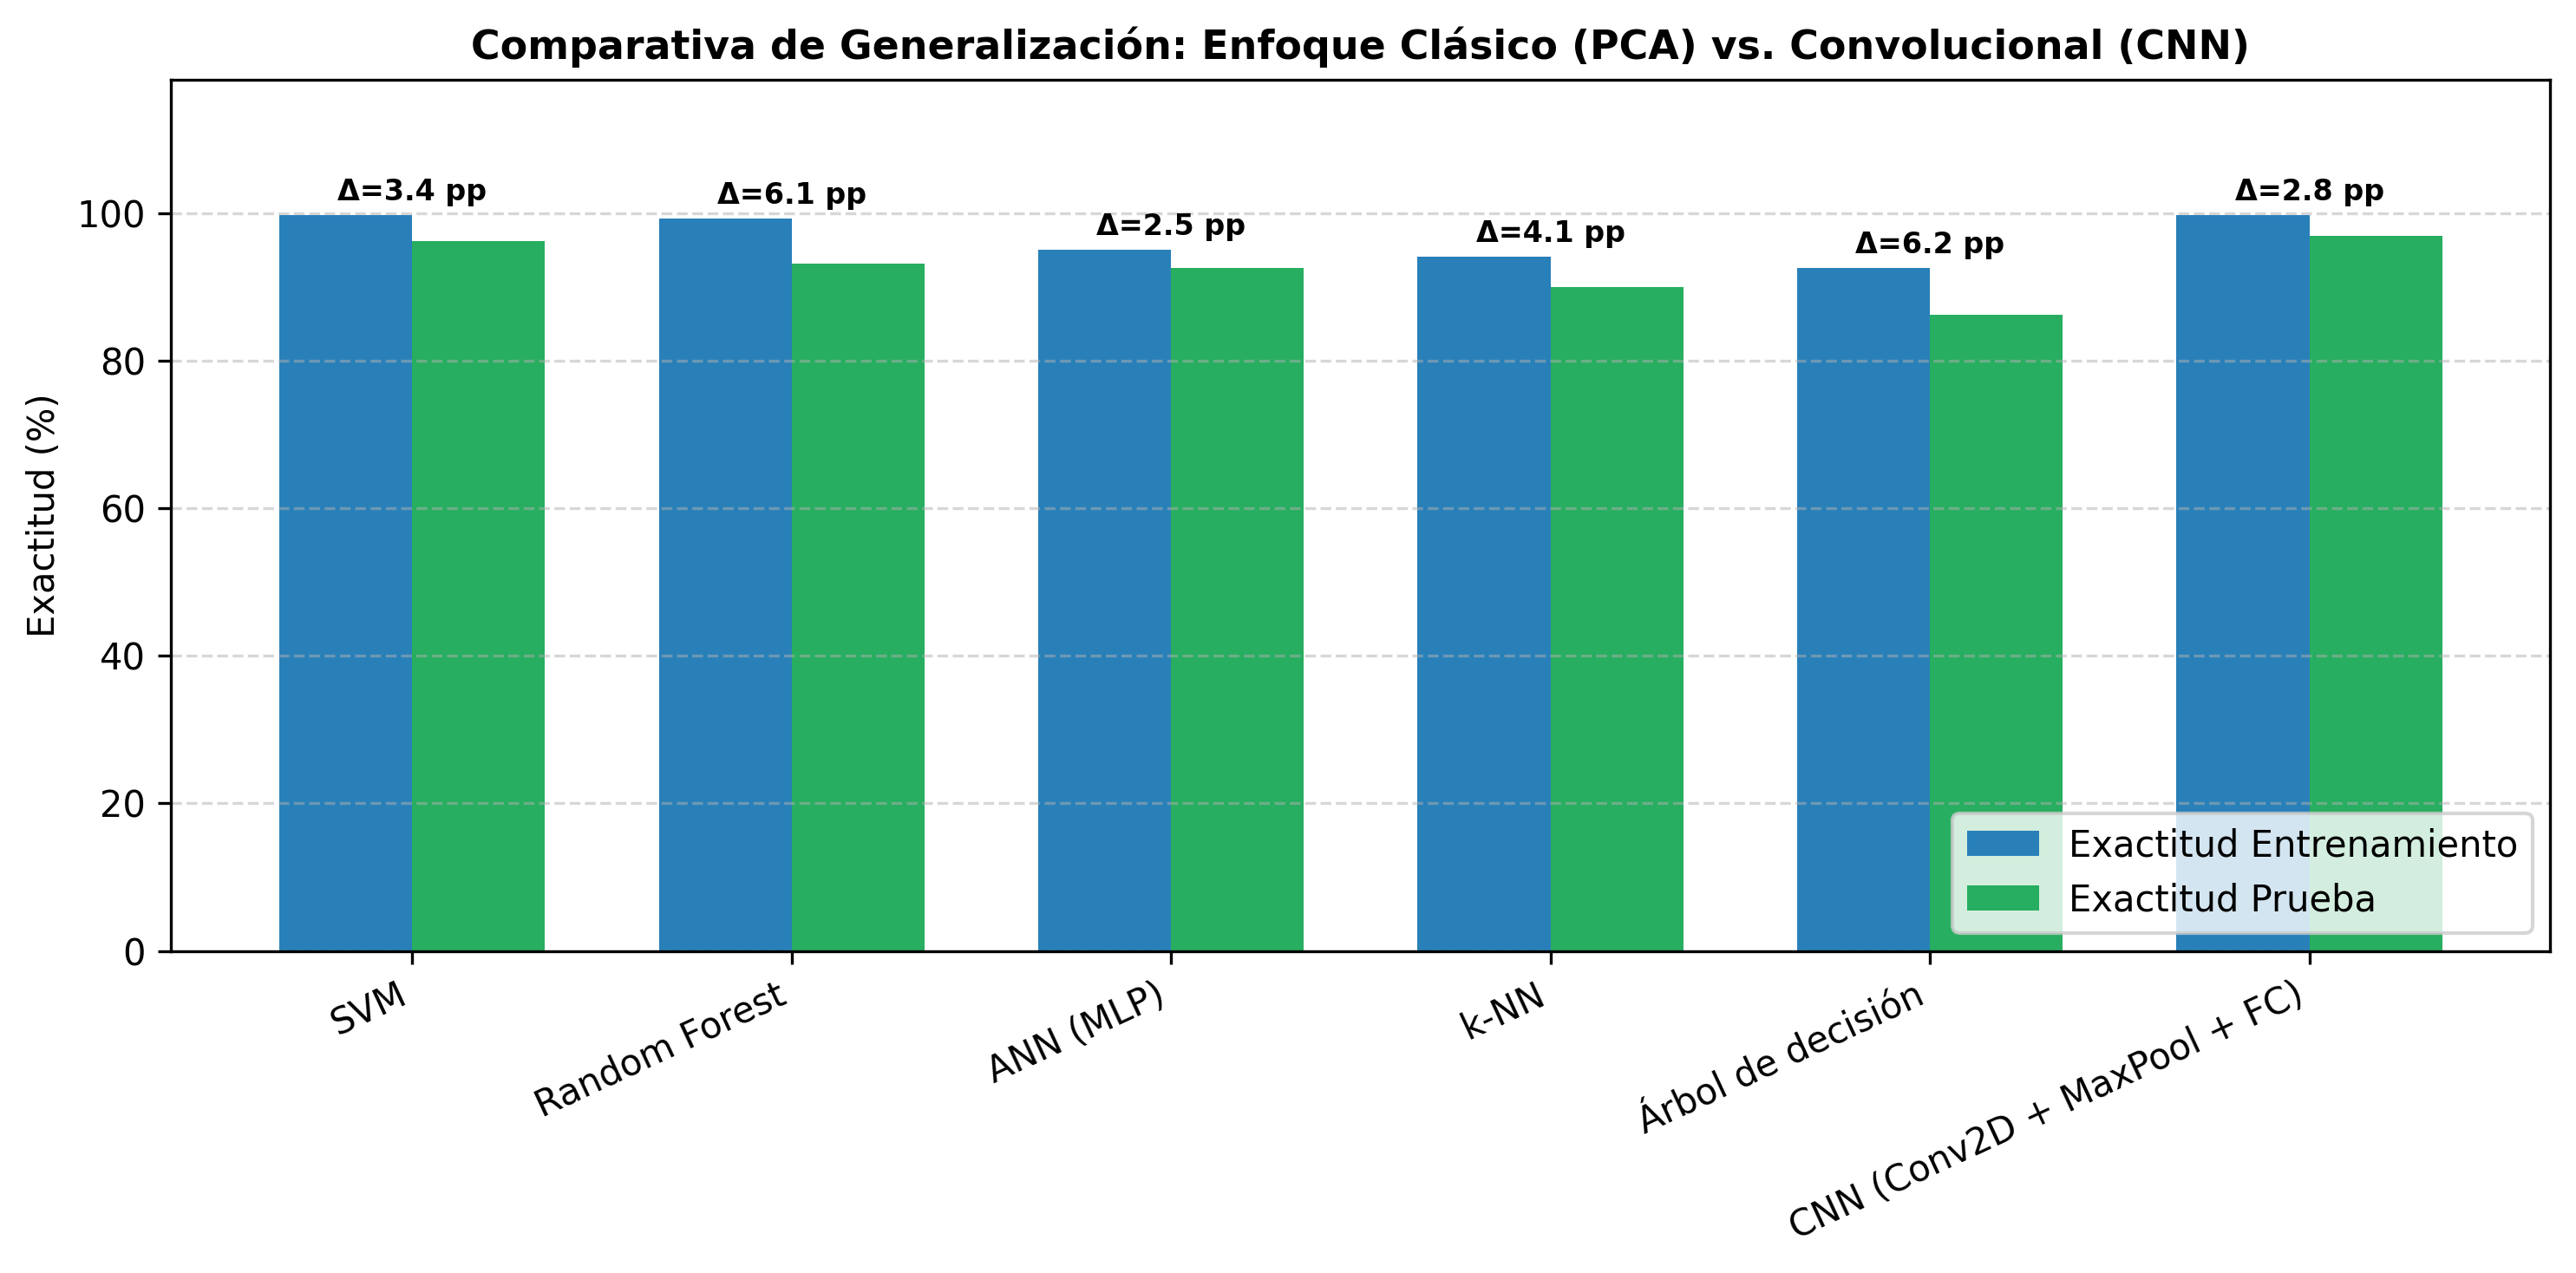 Comparativa de Generalización: Enfoque Clásico (PCA) vs. Convolucional (CNN)
Exactitud (%)
100
80
60
40
20
0
Δ=3.4 pp
Δ=6.1 pp
Δ=2.5 pp
Δ=4.1 pp
Δ=6.2 pp
Δ=2.8 pp
Exactitud Entrenamiento
Exactitud Prueba
SVM
Random Forest
ANN (MLP)
k-NN
Árbol de decisión
CNN (Conv2D + MaxPool + FC)